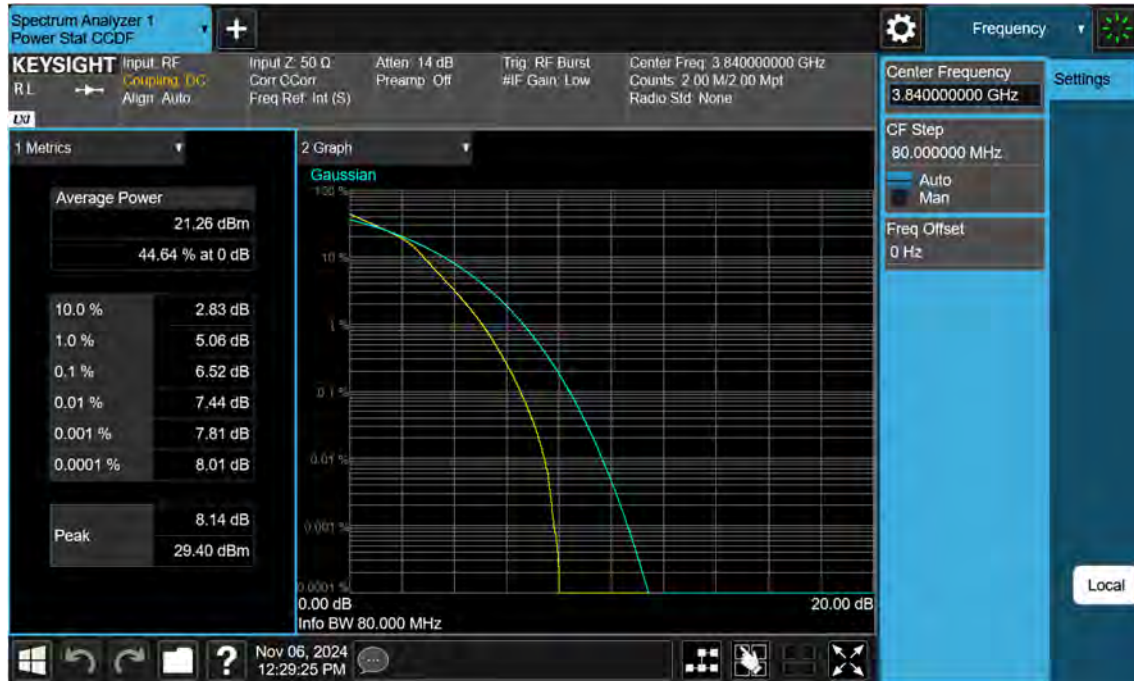 Spectrum Analyzer 1
Power Stat CCDF
+
Frequency
KEYSIGHT
RL
LXI
Input: RF
Coupling: DC
Align: Auto
Input Z: 50 Ω
Corr CCorr
Freq Ref: Int (S)
Atten: 14 dB
Preamp: Off
Trig: RF Burst
#IF Gain: Low
Center Freq: 3.840000000 GHz
Counts: 2.00 M/2.00 Mpt
Radio Std: None
Center Frequency
3.840000000 GHz
Settings
CF Step
80.000000 MHz
Auto
Man
Freq Offset
0 Hz
Local
1 Metrics
Average Power
21.26 dBm
44.64 % at 0 dB
10.0 % 2.83 dB
1.0 % 5.06 dB
0.1 % 6.52 dB
0.01 % 7.44 dB
0.001 % 7.81 dB
0.0001 % 8.01 dB
Peak
8.14 dB
29.40 dBm
2 Graph
Gaussian
100 %
10 %
1 %
0.1 %
0.01 %
0.001 %
0.0001 %
0.00 dB 20.00 dB
Info BW 80.000 MHz
?
Nov 06, 2024
12:29:25 PM